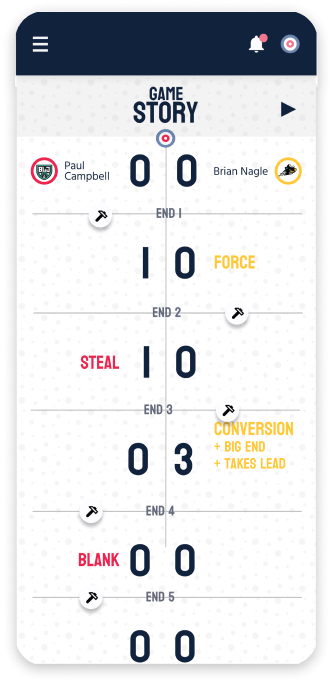 GAME
STORY
Paul
Campbell
0 0
Brian Nagle
END 1
1 0
FORCE
END 2
STEAL
1 0
END 3
0 3
CONVERSION
+ BIG END
+ TAKES LEAD
END 4
BLANK
0 0
END 5
0 0